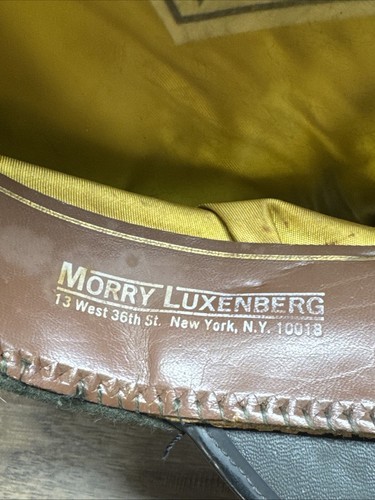 MORRY LUXENBERG
13 West 36th St. New York, N.Y. 10018